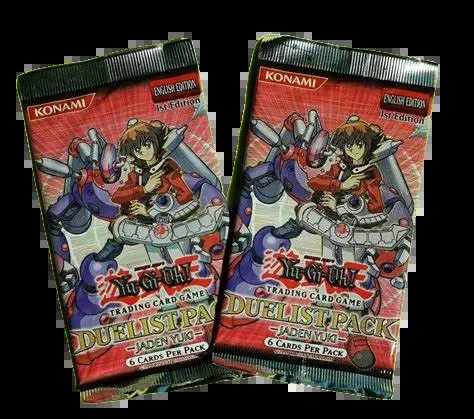 KONAMI
ENGLISH EDITION
1st Edition
Yu-Gi-Oh!
TRADING CARD GAME
DUELIST PA
JADEN YUKI
6 CARDS PER PACK
KONAMI
ENGLISH EDITION
1st Edition
Yu-Gi-Oh!
TRADING CARD GAME
DUELIST PACK
JADEN YUKI
6 CARDS PER PACK